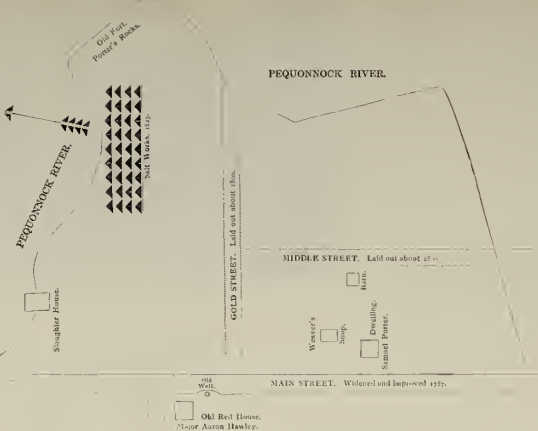 Old Fort.
Porter's Rocks.
PEQUONNOCK RIVER.
Salt Works, 1825.
PEQUONNOCK RIVER.
GOLD STREET. Laid out about 1800.
MIDDLE STREET. Laid out about
Barn.
Slaughter House.
Weaver's
Shop.
Dwelling.
Samuel Porter.
Old
Well.
MAIN STREET. Widened and Improved 1787.
Old Red House.
Major Aaron Hawley.